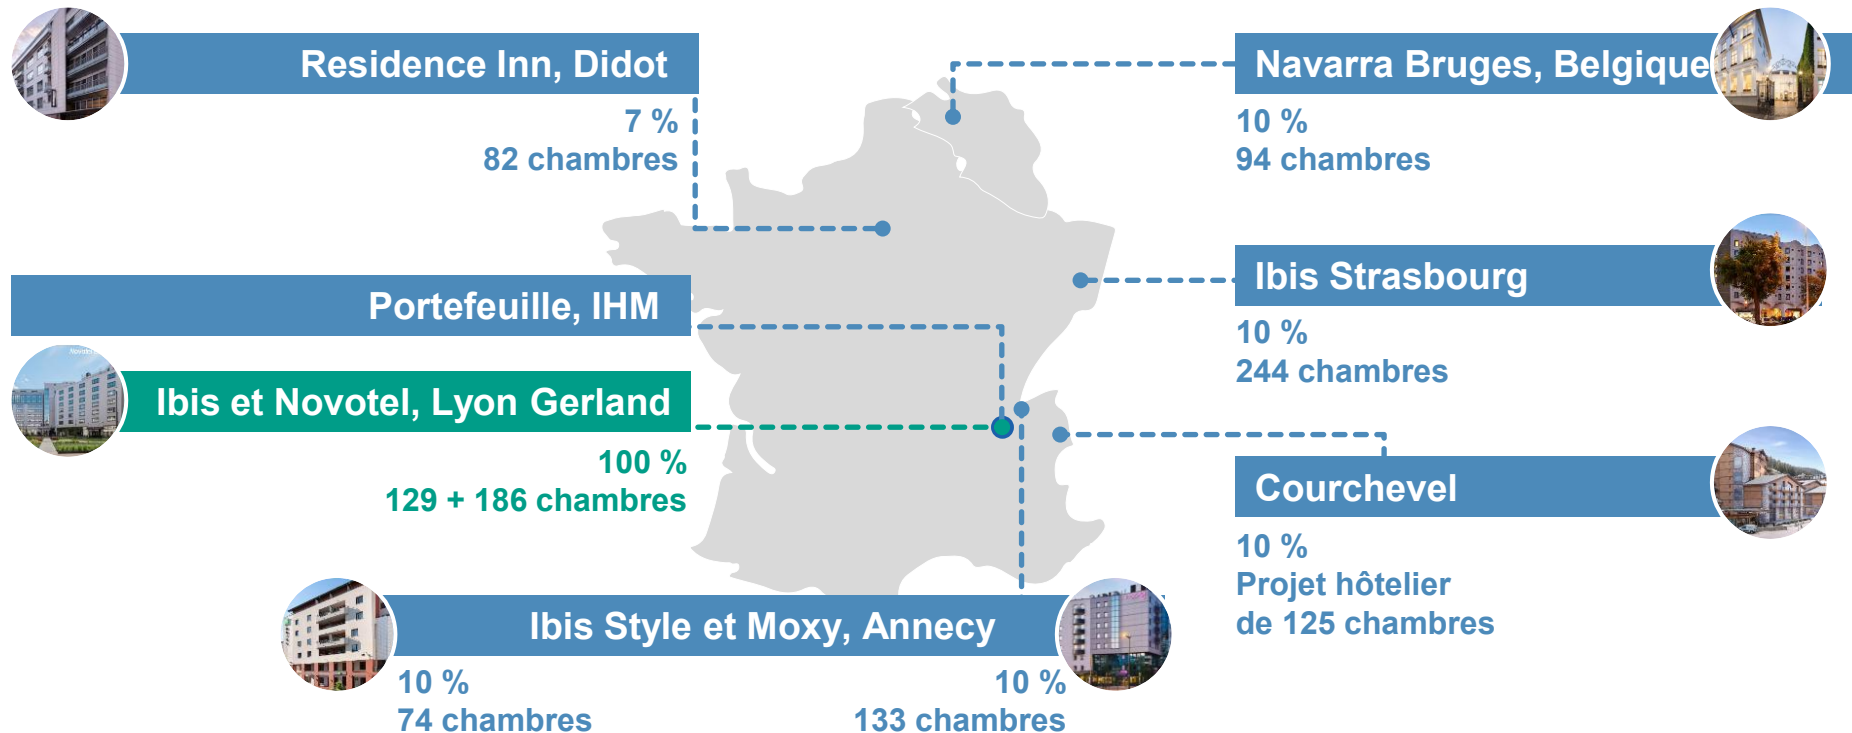 Residence Inn, Didot
7 %
82 chambres
Portefeuille, IHM
Ibis et Novotel, Lyon Gerland
100 %
129 + 186 chambres
Ibis Style et Moxy, Annecy
10 %
74 chambres
10 %
133 chambres
Navarra Bruges, Belgique
10 %
94 chambres
Ibis Strasbourg
10 %
244 chambres
Courchevel
10 %
Projet hôtelier
de 125 chambres